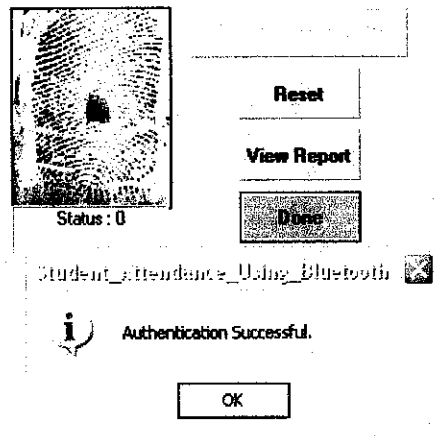 Reset
View Report
Status : 0
Done
Student_Attendance_Using_Bluetooth
Authentication Successful.
OK